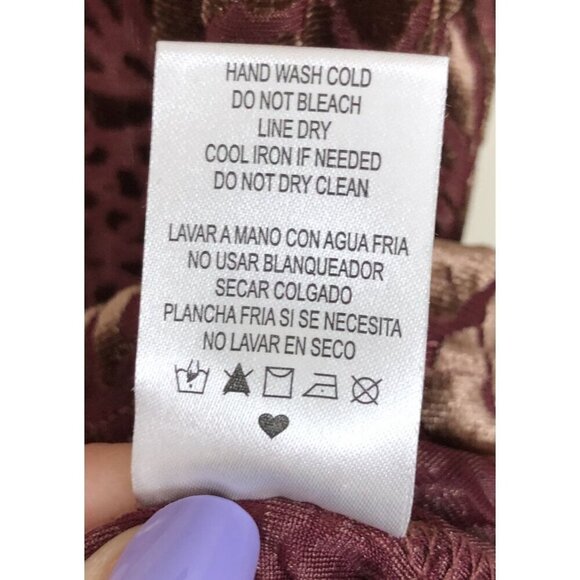 HAND WASH COLD
DO NOT BLEACH
LINE DRY
COOL IRON IF NEEDED
DO NOT DRY CLEAN
LAVAR A MANO CON AGUA FRIA
NO USAR BLANQUEADOR
SECAR COLGADO
PLANCHA FRIA SI SE NECESITA
NO LAVAR EN SECO